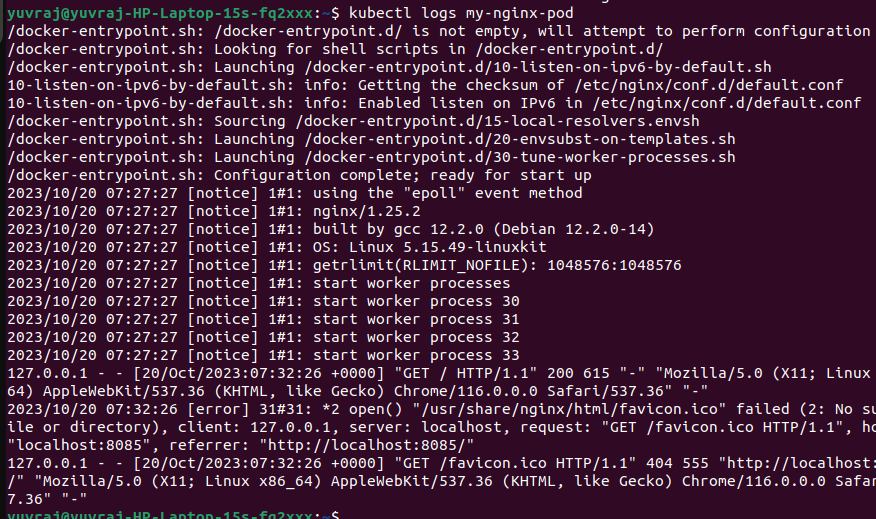 yuvraj@yuvraj-HP-Laptop-15s-fq2xxx:~$ kubectl logs my-nginx-pod
/docker-entrypoint.sh: /docker-entrypoint.d/ is not empty, will attempt to perform configuration
/docker-entrypoint.sh: Looking for shell scripts in /docker-entrypoint.d/
/docker-entrypoint.sh: Launching /docker-entrypoint.d/10-listen-on-ipv6-by-default.sh
10-listen-on-ipv6-by-default.sh: info: Getting the checksum of /etc/nginx/conf.d/default.conf
10-listen-on-ipv6-by-default.sh: info: Enabled listen on IPv6 in /etc/nginx/conf.d/default.conf
/docker-entrypoint.sh: Sourcing /docker-entrypoint.d/15-local-resolvers.envsh
/docker-entrypoint.sh: Launching /docker-entrypoint.d/20-envsubst-on-templates.sh
/docker-entrypoint.sh: Launching /docker-entrypoint.d/30-tune-worker-processes.sh
/docker-entrypoint.sh: Configuration complete; ready for start up
2023/10/20 07:27:27 [notice] 1#1: using the "epoll" event method
2023/10/20 07:27:27 [notice] 1#1: nginx/1.25.2
2023/10/20 07:27:27 [notice] 1#1: built by gcc 12.2.0 (Debian 12.2.0-14)
2023/10/20 07:27:27 [notice] 1#1: OS: Linux 5.15.49-linuxkit
2023/10/20 07:27:27 [notice] 1#1: getrlimit(RLIMIT_NOFILE): 1048576:1048576
2023/10/20 07:27:27 [notice] 1#1: start worker processes
2023/10/20 07:27:27 [notice] 1#1: start worker process 30
2023/10/20 07:27:27 [notice] 1#1: start worker process 31
2023/10/20 07:27:27 [notice] 1#1: start worker process 32
2023/10/20 07:27:27 [notice] 1#1: start worker process 33
127.0.0.1 - - [20/Oct/2023:07:32:26 +0000] "GET / HTTP/1.1" 200 615 "-" "Mozilla/5.0 (X11; Linux
64) AppleWebKit/537.36 (KHTML, like Gecko) Chrome/116.0.0.0 Safari/537.36" "-"
2023/10/20 07:32:26 [error] 31#31: *2 open() "/usr/share/nginx/html/favicon.ico" failed (2: No su
ile or directory), client: 127.0.0.1, server: localhost, request: "GET /favicon.ico HTTP/1.1", ho
"localhost:8085", referrer: "http://localhost:8085/"
127.0.0.1 - - [20/Oct/2023:07:32:26 +0000] "GET /favicon.ico HTTP/1.1" 404 555 "http://localhost:
/" "Mozilla/5.0 (X11; Linux x86_64) AppleWebKit/537.36 (KHTML, like Gecko) Chrome/116.0.0.0 Safar
7.36" "-"
yuvraj@yuvraj-HP-Laptop-15s-fq2xxx:~$